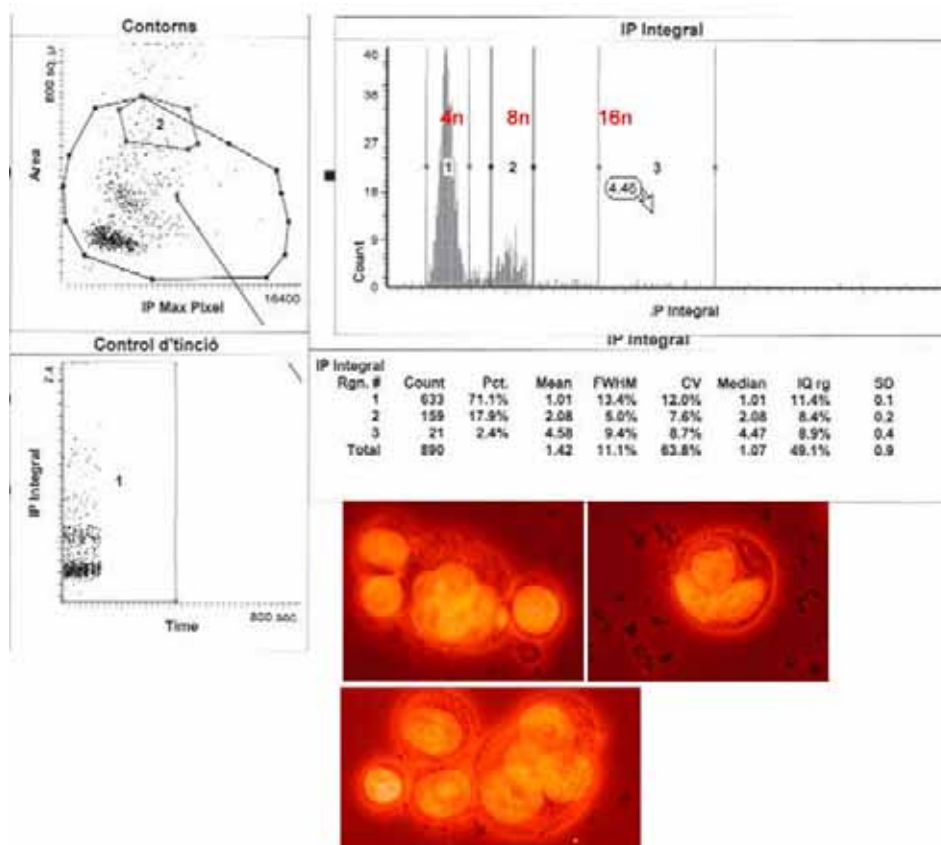 Contorns
800 sq. µ
Area
2
IP Max Pixel
16400
IP Integral
40
36
27
18
9
0
Count
4n
8n
16n
1
2
3
4.46
IP Integral
Control d'tinció
7.4
IP Integral
1
Time
800 sec
IP Integral
IP Integral
Rgn. # Count Pct. Mean FWHM CV Median IQ rg SD
1 633 71.1% 1.01 13.4% 12.0% 1.01 11.4% 0.1
2 159 17.9% 2.08 5.0% 7.6% 2.08 8.4% 0.2
3 21 2.4% 4.58 9.4% 8.7% 4.47 8.9% 0.4
Total 890 1.42 11.1% 63.8% 1.07 49.1% 0.9